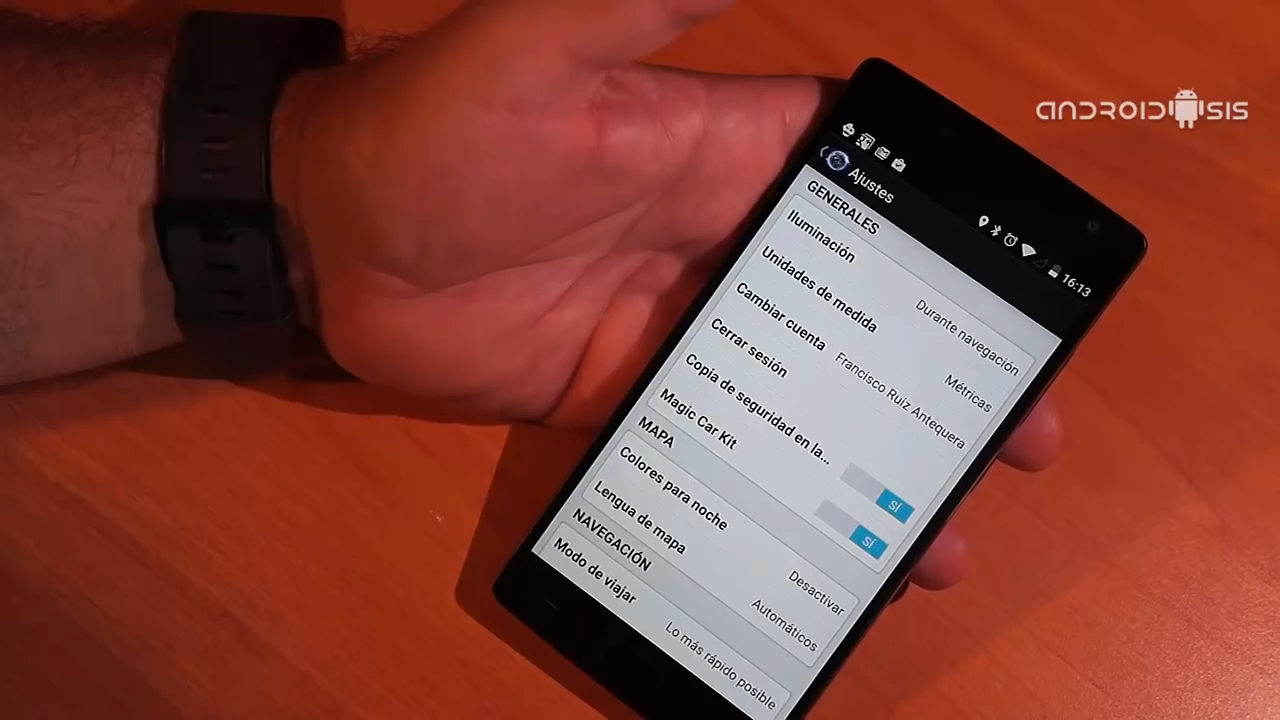 ANDROIDSIS
16:13
Ajustes
GENERALES
Iluminación
Durante navegación
Unidades de medida
Métricas
Cambiar cuenta
Francisco Ruiz Antequera
Cerrar sesión
Copia de seguridad en la...
SÍ
Magic Car Kit
SÍ
MAPA
Colores para noche
Desactivar
Lengua de mapa
Automáticos
NAVEGACIÓN
Modo de viajar
Lo más rápido posible